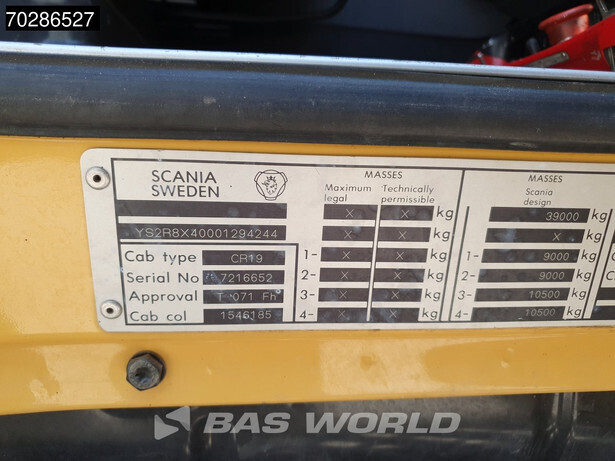 70286527
SCANIA SWEDEN
YS2R8X40001294244
Cab type CR19
Serial No 7216652
Approval T 071 Fh
Cab col 1546185
MASSES
Maximum legal Technically permissible
X X kg
X X kg
1- X X kg
2- X X kg
3- X X kg
4- X X kg
MASSES
Scania design
39000 kg
X kg
1- 9000 kg
2- 9000 kg
3- 10500 kg
4- 10500 kg
BAS WORLD